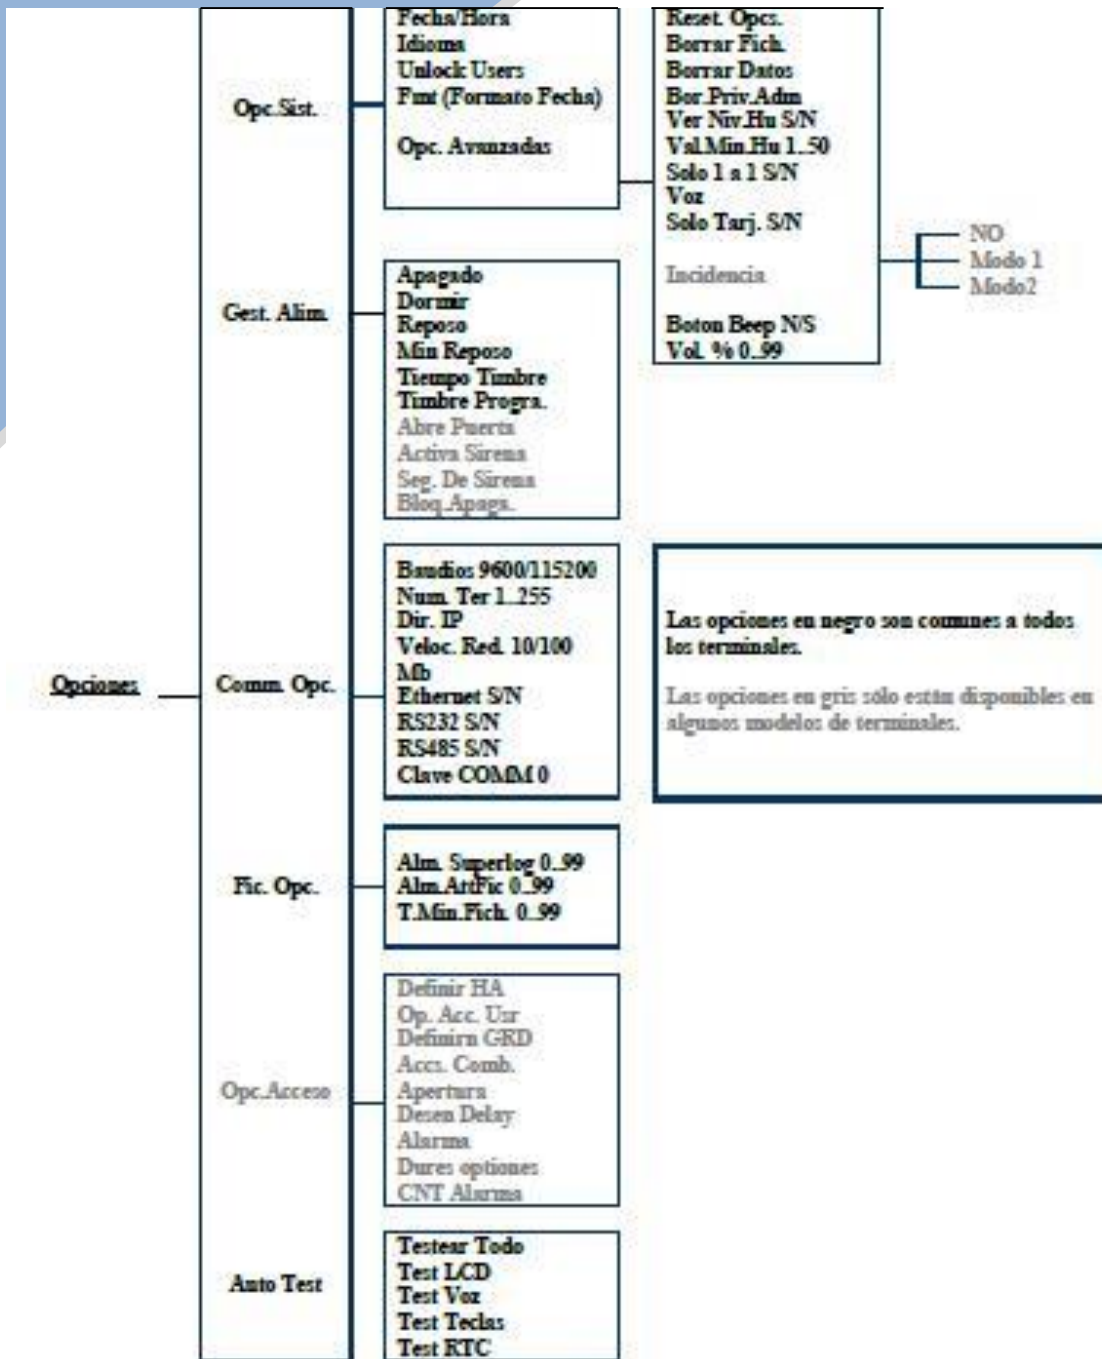 Opciones
Opc.Sist.
Fecha/Hora
Idioma
Unlock Users
Fmt (Formato Fecha)
Opc. Avanzadas
Reset. Opcs.
Borrar Fich.
Borrar Datos
Bor.Priv.Adm
Ver Niv.Hu S/N
Val.Min.Hu 1..50
Solo 1 a 1 S/N
Voz
Solo Tarj. S/N
Incidencia
Boton Beep N/S
Vol. % 0..99
NO
Modo 1
Modo2
Gest. Alim.
Apagado
Dormir
Reposo
Min Reposo
Tiempo Timbre
Timbre Progra.
Abre Puerta
Activa Sirena
Seg. De Sirena
Bloq.Apaga.
Comm. Opc.
Baudios 9600/115200
Num. Ter 1..255
Dir. IP
Veloc. Red. 10/100
Mb
Ethernet S/N
RS232 S/N
RS485 S/N
Clave COMM 0
Las opciones en negro son comunes a todos
los terminales.
Las opciones en gris sólo están disponibles en
algunos modelos de terminales.
Fic. Opc.
Alm. Superlog 0..99
Alm.AttFic 0..99
T.Min.Fich. 0..99
Opc.Acceso
Definir HA
Op. Acc. Usr
Definirn GRD
Accs. Comb.
Apertura
Desen Delay
Alarma
Dures optiones
CNT Alarma
Auto Test
Testear Todo
Test LCD
Test Voz
Test Teclas
Test RTC